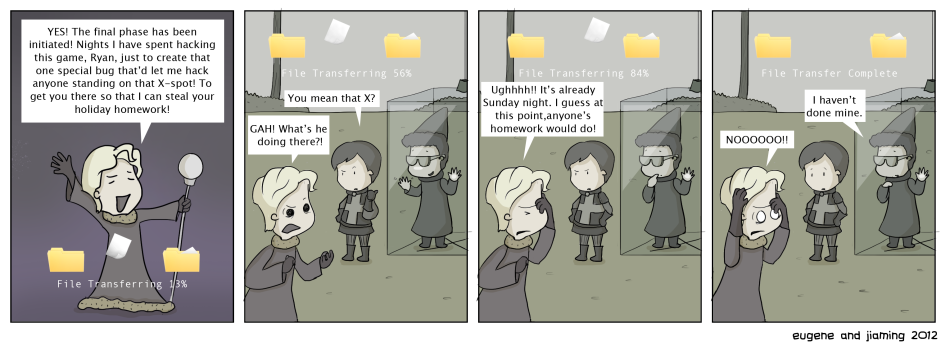 YES! The final phase has been
initiated! Nights I have spent hacking
this game, Ryan, just to create that
one special bug that'd let me hack
anyone standing on that X-spot! To
get you there so that I can steal your
holiday homework!
File Transferring 13%
File Transferring 56%
You mean that X?
GAH! What's he
doing there?!
File Transferring 84%
Ughhhh!! It's already
Sunday night. I guess at
this point,anyone's
homework would do!
File Transfer Complete
I haven't
done mine.
NOOOOOO!!
eugene and jiaming 2012